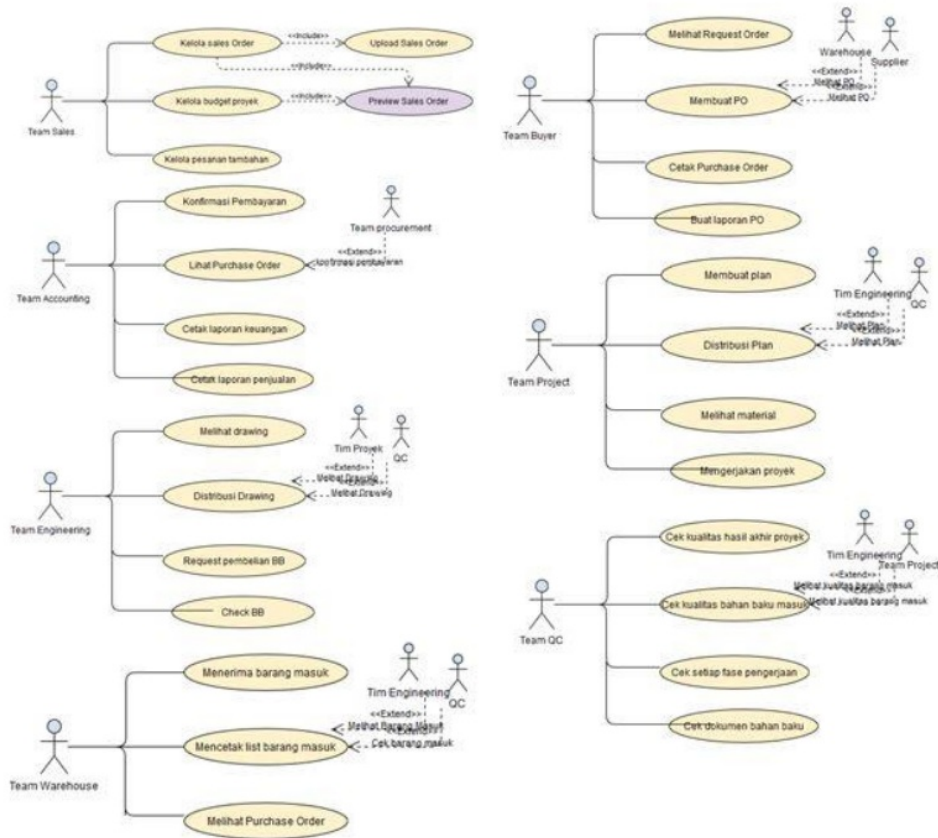 Kelola sales Order
<<Include>>
Upload Sales Order
<<Include>>
Team Sales
Kelola budget proyek
<<Include>>
Preview Sales Order
Kelola pesanan tambahan
Konfirmasi Pembayaran
Team procurement
Team Accounting
Lihat Purchase Order
<<Extend>>
konfirmasi pembayaran
Cetak laporan keuangan
Cetak laporan penjualan
Melihat drawing
Tim Proyek
QC
Team Engineering
Distribusi Drawing
<<Extend>>
Melihat Drawing
<<Extend>>
Melihat Drawing
Request pembelian BB
Check BB
Menerima barang masuk
Tim Engineering
QC
Team Warehouse
Mencetak list barang masuk
<<Extend>>
Melihat Barang Masuk
<<Extend>>
Cek barang masuk
Melihat Purchase Order
Melihat Request Order
Warehouse
Supplier
Team Buyer
Membuat PO
<<Extend>>
Melihat PO
<<Extend>>
Melihat PO
Cetak Purchase Order
Buat laporan PO
Membuat plan
Tim Engineering
QC
Team Project
Distribusi Plan
<<Extend>>
Melihat Plan
<<Extend>>
Melihat Plan
Melihat material
Mengerjakan proyek
Cek kualitas hasil akhir proyek
Tim Engineering
Team Project
Team QC
Cek kualitas bahan baku masuk
<<Extend>>
Melihat kualitas barang masuk
<<Extend>>
Melihat kualitas barang masuk
Cek setiap fase pengerjaan
Cek dokumen bahan baku